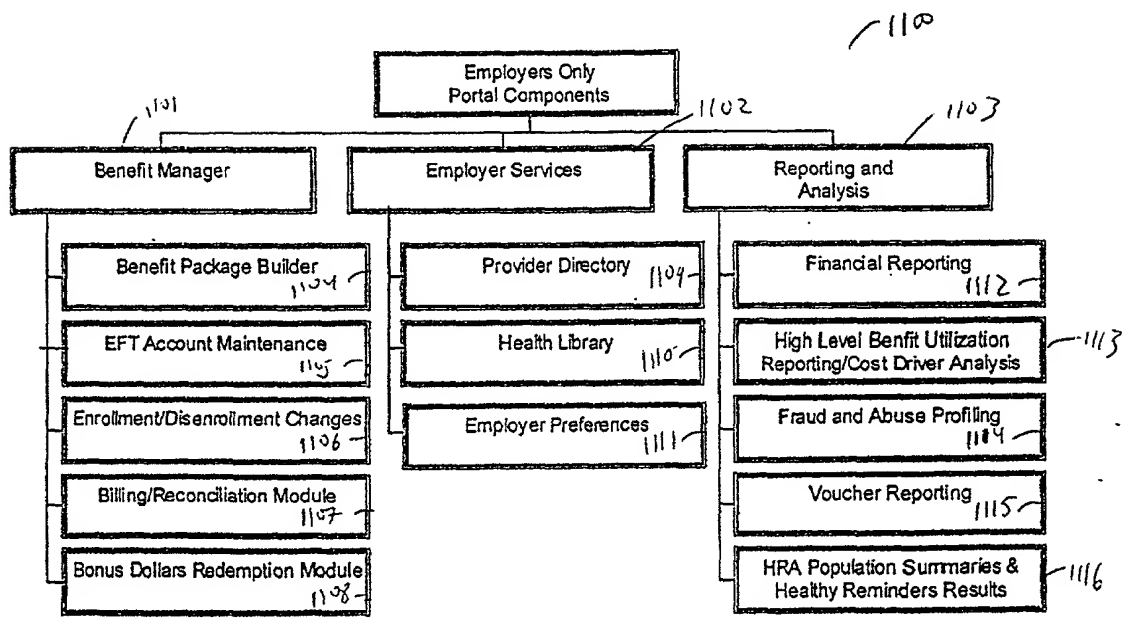 1100
Employers Only
Portal Components
1101
1102
1103
Benefit Manager
Employer Services
Reporting and
Analysis
Benefit Package Builder
1104
Provider Directory
1109
Financial Reporting
1112
EFT Account Maintenance
1105
Health Library
1110
High Level Benfit Utilization
Reporting/Cost Driver Analysis
1113
Enrollment/Disenrollment Changes
1106
Employer Preferences
1111
Fraud and Abuse Profiling
1114
Billing/Reconciliation Module
1107
Voucher Reporting
1115
Bonus Dollars Redemption Module
1108
HRA Population Summaries &
Healthy Reminders Results
1116